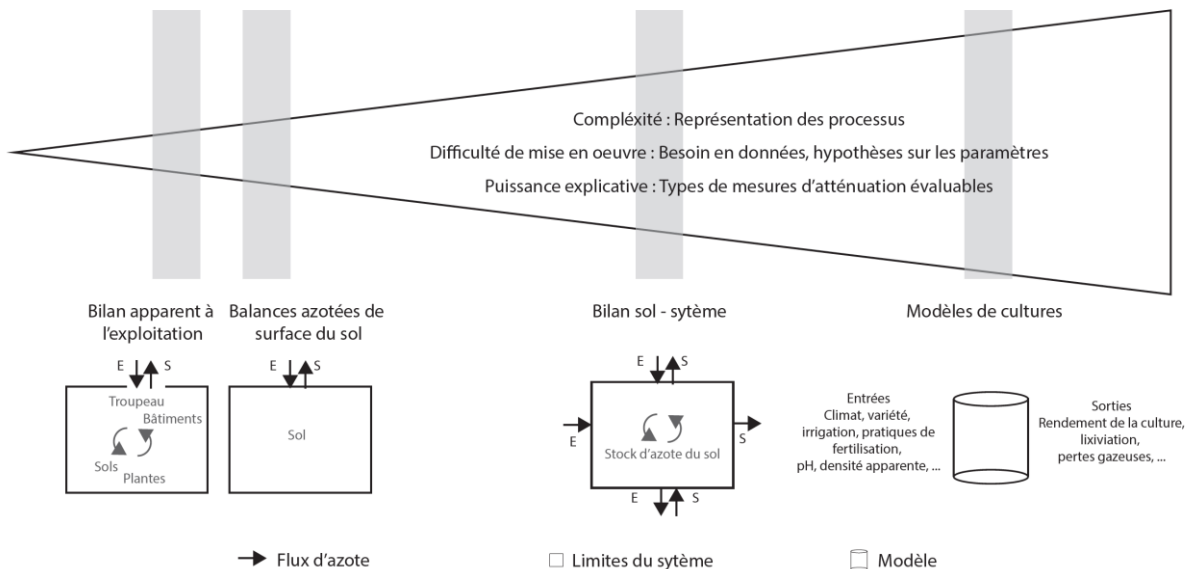 Compléxité : Représentation des processus
Difficulté de mise en oeuvre : Besoin en données, hypothèses sur les paramètres
Puissance explicative : Types de mesures d'atténuation évaluables
Bilan apparent à
l'exploitation
E
S
Troupeau
Bâtiments
Sols
Plantes
Balances azotées de
surface du sol
E
S
Sol
Bilan sol - sytème
E
S
E
S
Stock d'azote du sol
E
S
Modèles de cultures
Entrées
Climat, variété,
irrigation, pratiques de
fertilisation,
pH, densité apparente, ...
Sorties
Rendement de la culture,
lixiviation,
pertes gazeuses, ...
Flux d'azote
Limites du sytème
Modèle